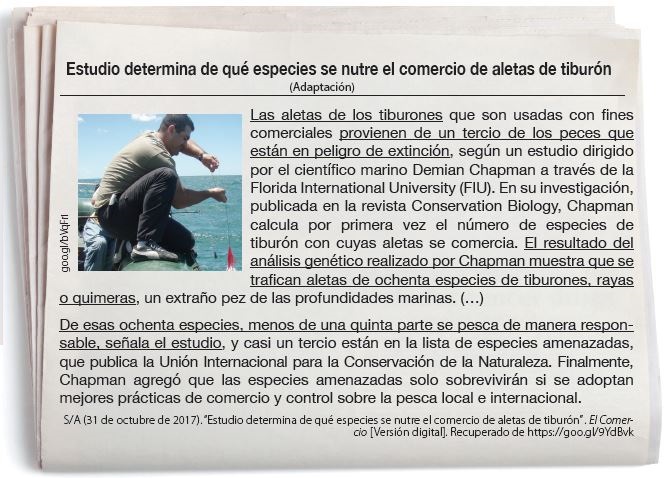 Estudio determina de qué especies se nutre el comercio de aletas de tiburón
(Adaptación)
Las aletas de los tiburones que son usadas con fines
comerciales provienen de un tercio de los peces que
están en peligro de extinción, según un estudio dirigido
por el científico marino Demian Chapman a través de la
Florida International University (FIU). En su investigación,
publicada en la revista Conservation Biology, Chapman
calcula por primera vez el número de especies de
tiburón con cuyas aletas se comercia. El resultado del
análisis genético realizado por Chapman muestra que se
trafican aletas de ochenta especies de tiburones, rayas
o quimeras, un extraño pez de las profundidades marinas. (…)
goo.gl/bVqFrI
De esas ochenta especies, menos de una quinta parte se pesca de manera respon-
sable, señala el estudio, y casi un tercio están en la lista de especies amenazadas,
que publica la Unión Internacional para la Conservación de la Naturaleza. Finalmente,
Chapman agregó que las especies amenazadas solo sobrevivirán si se adoptan
mejores prácticas de comercio y control sobre la pesca local e internacional.
S/A (31 de octubre de 2017). “Estudio determina de qué especies se nutre el comercio de aletas de tiburón”. El Comer-
cio [Versión digital]. Recuperado de https://goo.gl/9YdBvk